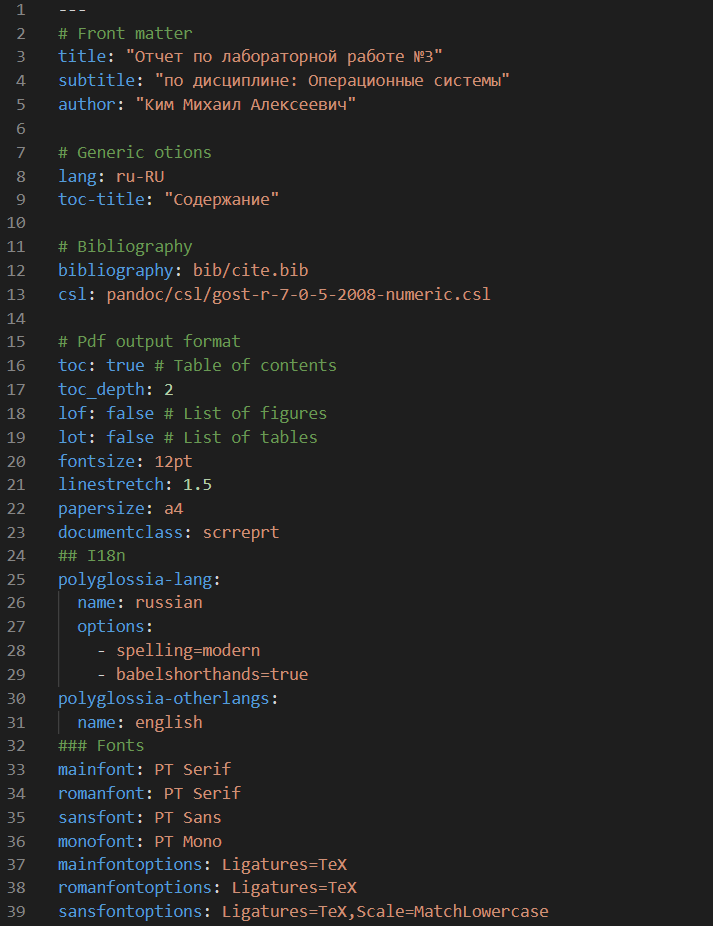 1 ---
2 # Front matter
3 title: "Отчет по лабораторной работе №3"
4 subtitle: "по дисциплине: Операционные системы"
5 author: "Ким Михаил Алексеевич"
6
7 # Generic otions
8 lang: ru-RU
9 toc-title: "Содержание"
10
11 # Bibliography
12 bibliography: bib/cite.bib
13 csl: pandoc/csl/gost-r-7-0-5-2008-numeric.csl
14
15 # Pdf output format
16 toc: true # Table of contents
17 toc_depth: 2
18 lof: false # List of figures
19 lot: false # List of tables
20 fontsize: 12pt
21 linestretch: 1.5
22 papersize: a4
23 documentclass: scrreprt
24 ## I18n
25 polyglossia-lang:
26   name: russian
27   options:
28     - spelling=modern
29     - babelshorthands=true
30 polyglossia-otherlangs:
31   name: english
32 ### Fonts
33 mainfont: PT Serif
34 romanfont: PT Serif
35 sansfont: PT Sans
36 monofont: PT Mono
37 mainfontoptions: Ligatures=TeX
38 romanfontoptions: Ligatures=TeX
39 sansfontoptions: Ligatures=TeX,Scale=MatchLowercase